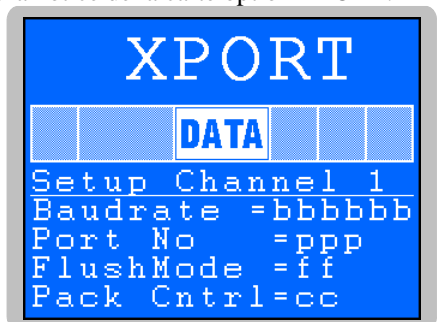 XPORT
DATA
Setup Channel 1
Baudrate =bbbbbb
Port No =ppp
FlushMode =ff
Pack Cntrl=cc